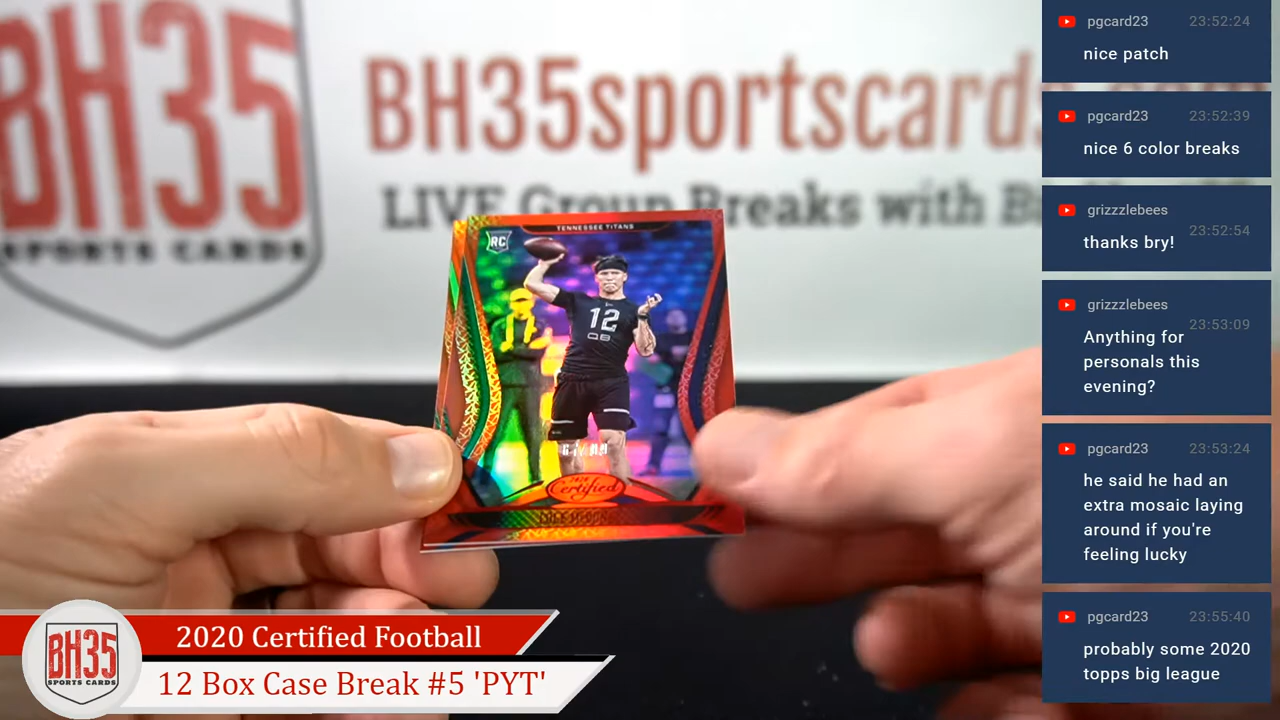 BH35
SPORTS CARDS
BH35sportscards
LIVE Group Breaks with
TENNESSEE TITANS
RC
12
QB
2020
Certified
BH35
SPORTS CARDS
2020 Certified Football
12 Box Case Break #5 'PYT'
pgcard23 23:52:24
nice patch
pgcard23 23:52:39
nice 6 color breaks
grizzzlebees
23:52:54
thanks bry!
grizzzlebees
23:53:09
Anything for
personals this
evening?
pgcard23 23:53:24
he said he had an
extra mosaic laying
around if you're
feeling lucky
pgcard23 23:55:40
probably some 2020
topps big league